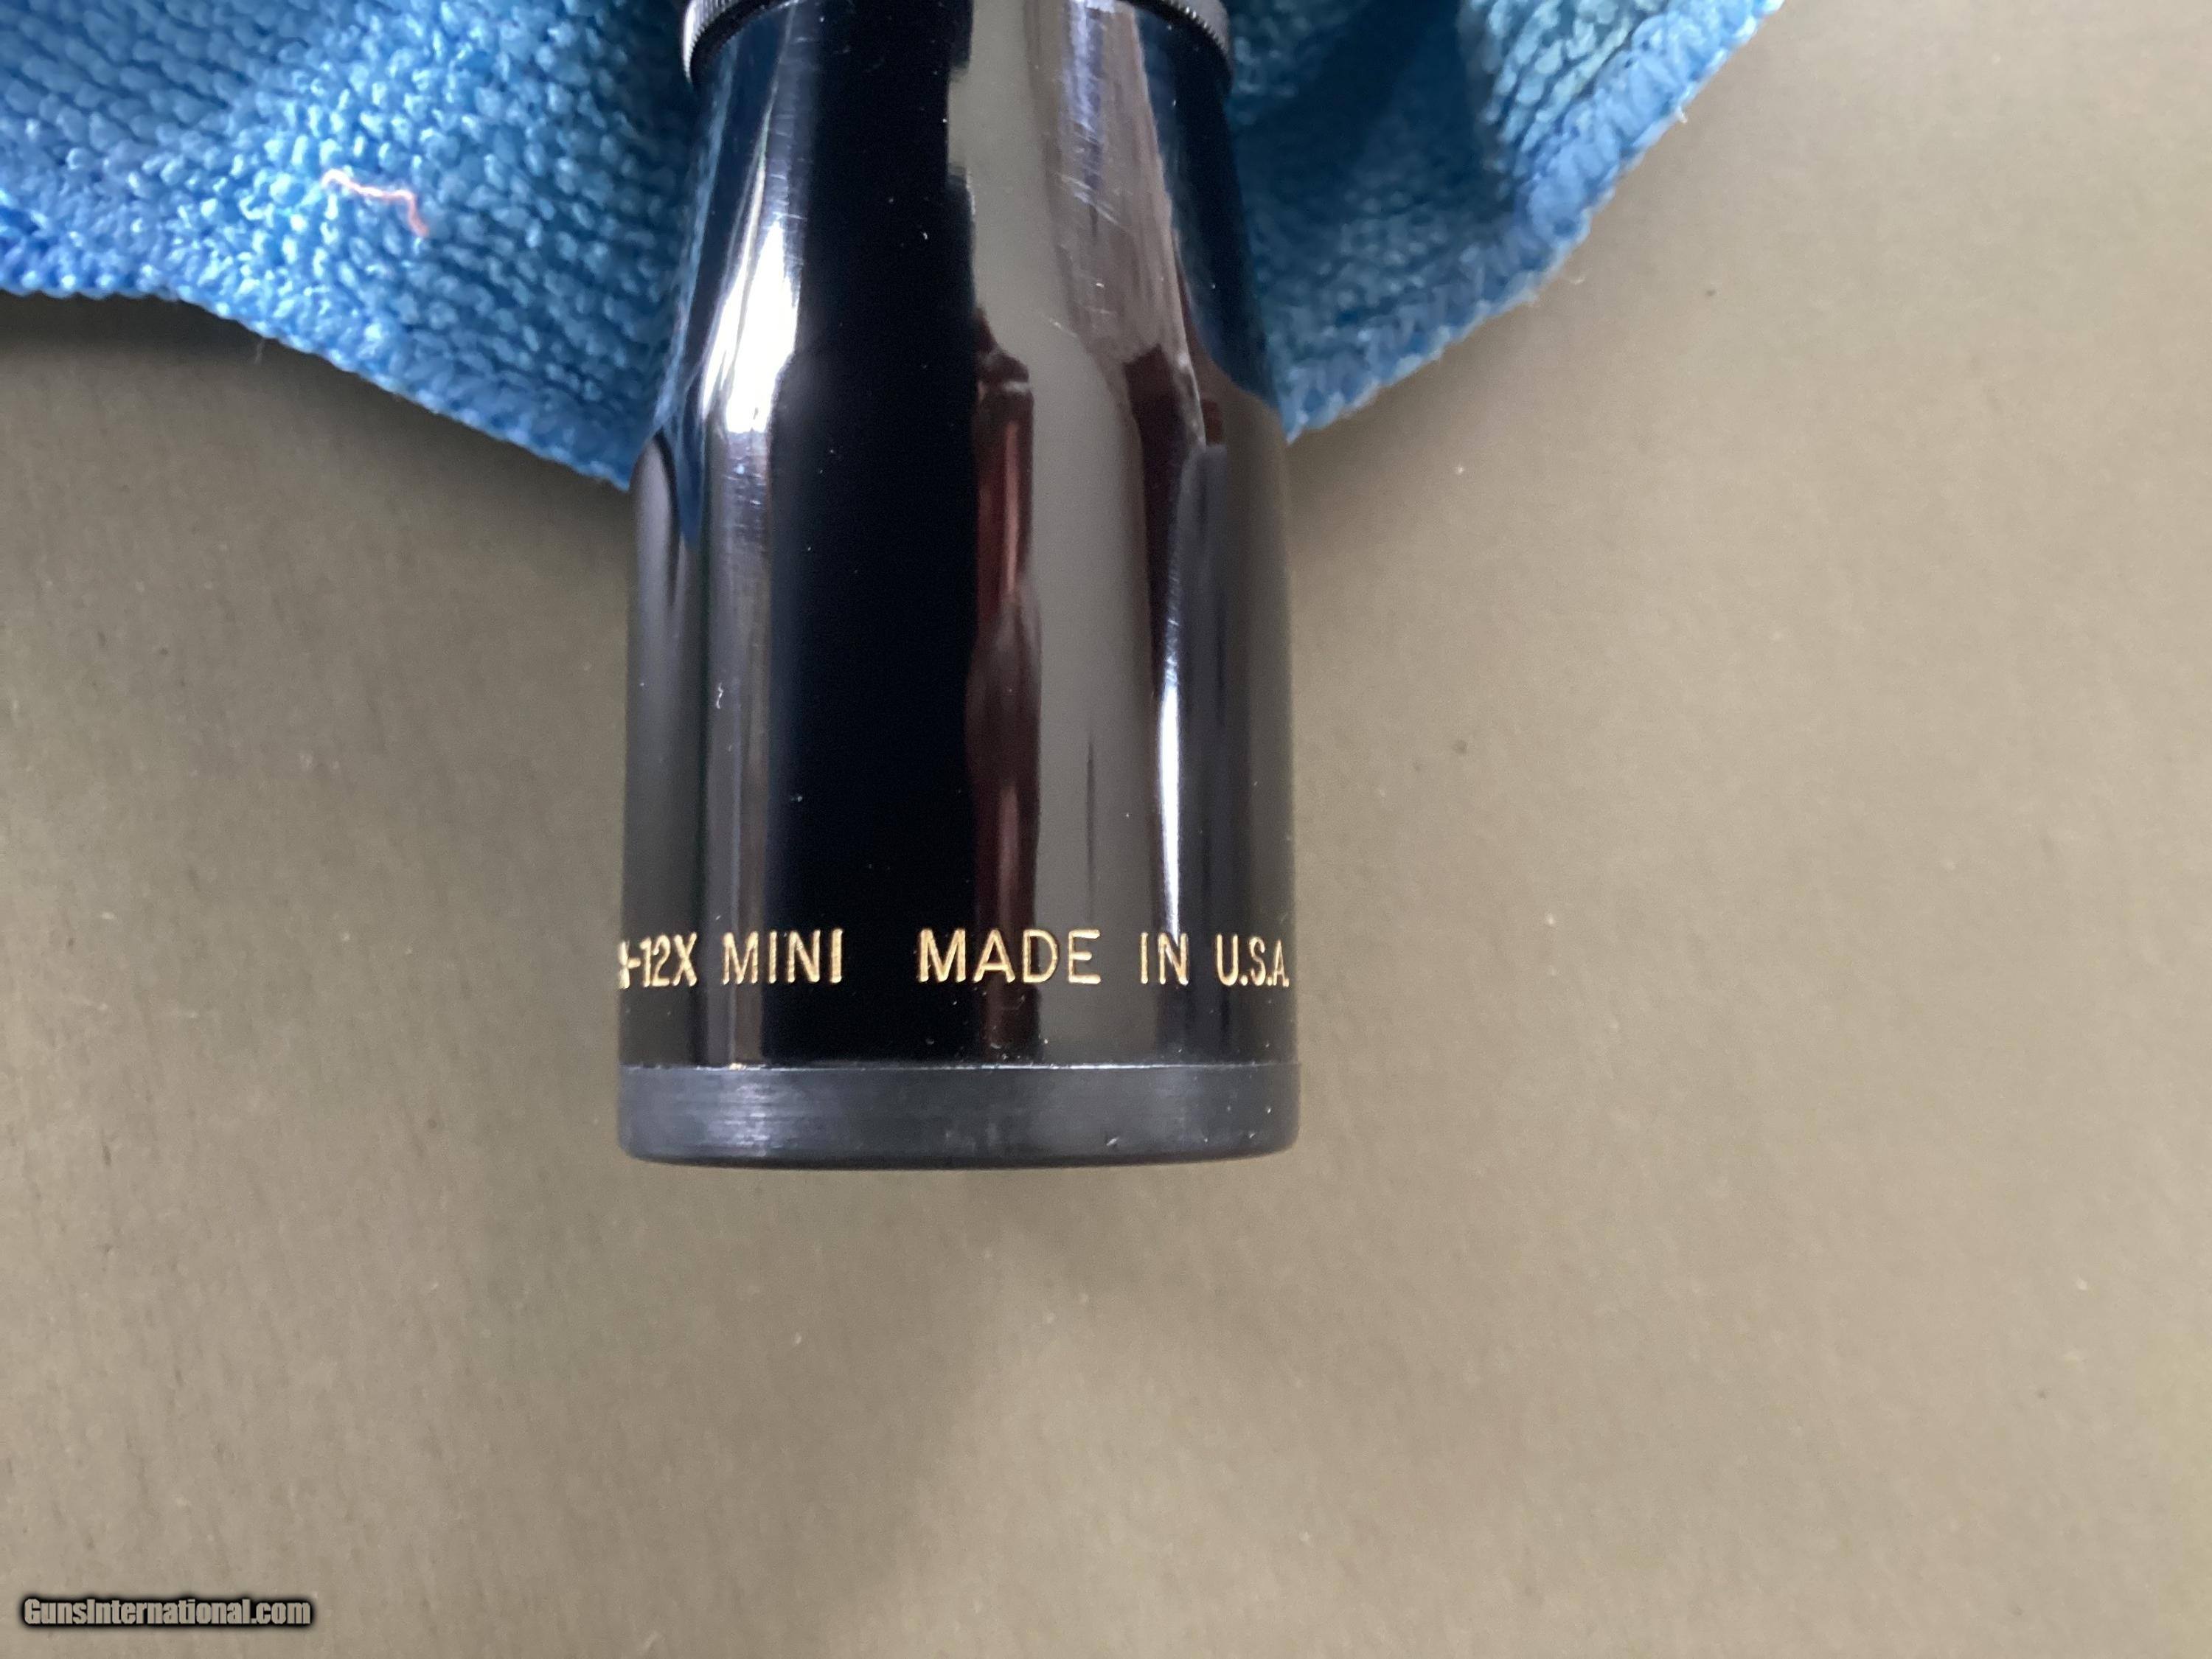 -12X MINI MADE IN U.S.A.
GunsInternational.com